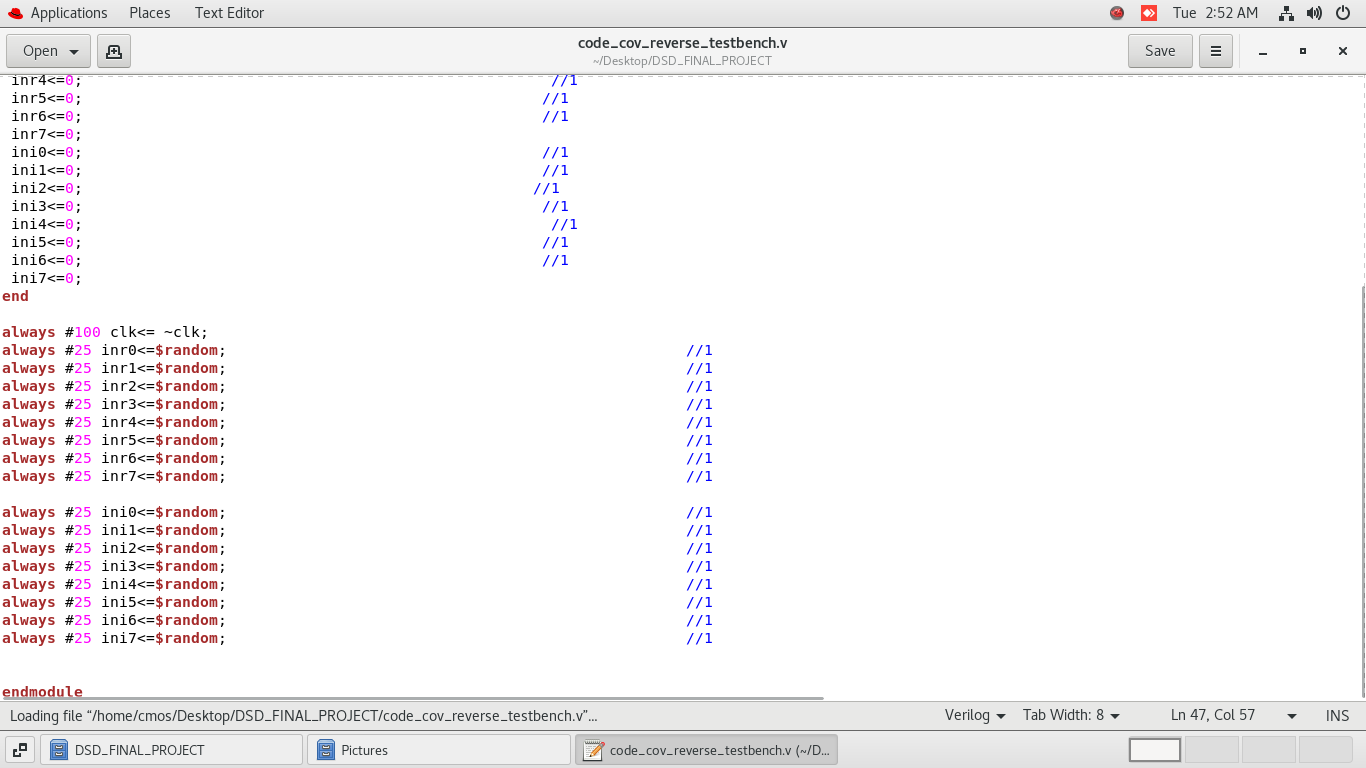 Applications Places Text Editor Tue 2:52 AM
Open code_cov_reverse_testbench.v Save
~/Desktop/DSD_FINAL_PROJECT
inr4<=0; //1
inr5<=0; //1
inr6<=0; //1
inr7<=0;
ini0<=0; //1
ini1<=0; //1
ini2<=0; //1
ini3<=0; //1
ini4<=0; //1
ini5<=0; //1
ini6<=0; //1
ini7<=0;
end
always #100 clk<= ~clk;
always #25 inr0<=$random; //1
always #25 inr1<=$random; //1
always #25 inr2<=$random; //1
always #25 inr3<=$random; //1
always #25 inr4<=$random; //1
always #25 inr5<=$random; //1
always #25 inr6<=$random; //1
always #25 inr7<=$random; //1
always #25 ini0<=$random; //1
always #25 ini1<=$random; //1
always #25 ini2<=$random; //1
always #25 ini3<=$random; //1
always #25 ini4<=$random; //1
always #25 ini5<=$random; //1
always #25 ini6<=$random; //1
always #25 ini7<=$random; //1
endmodule
Loading file “/home/cmos/Desktop/DSD_FINAL_PROJECT/code_cov_reverse_testbench.v”... Verilog Tab Width: 8 Ln 47, Col 57 INS
DSD_FINAL_PROJECT Pictures code_cov_reverse_testbench.v (~/D...